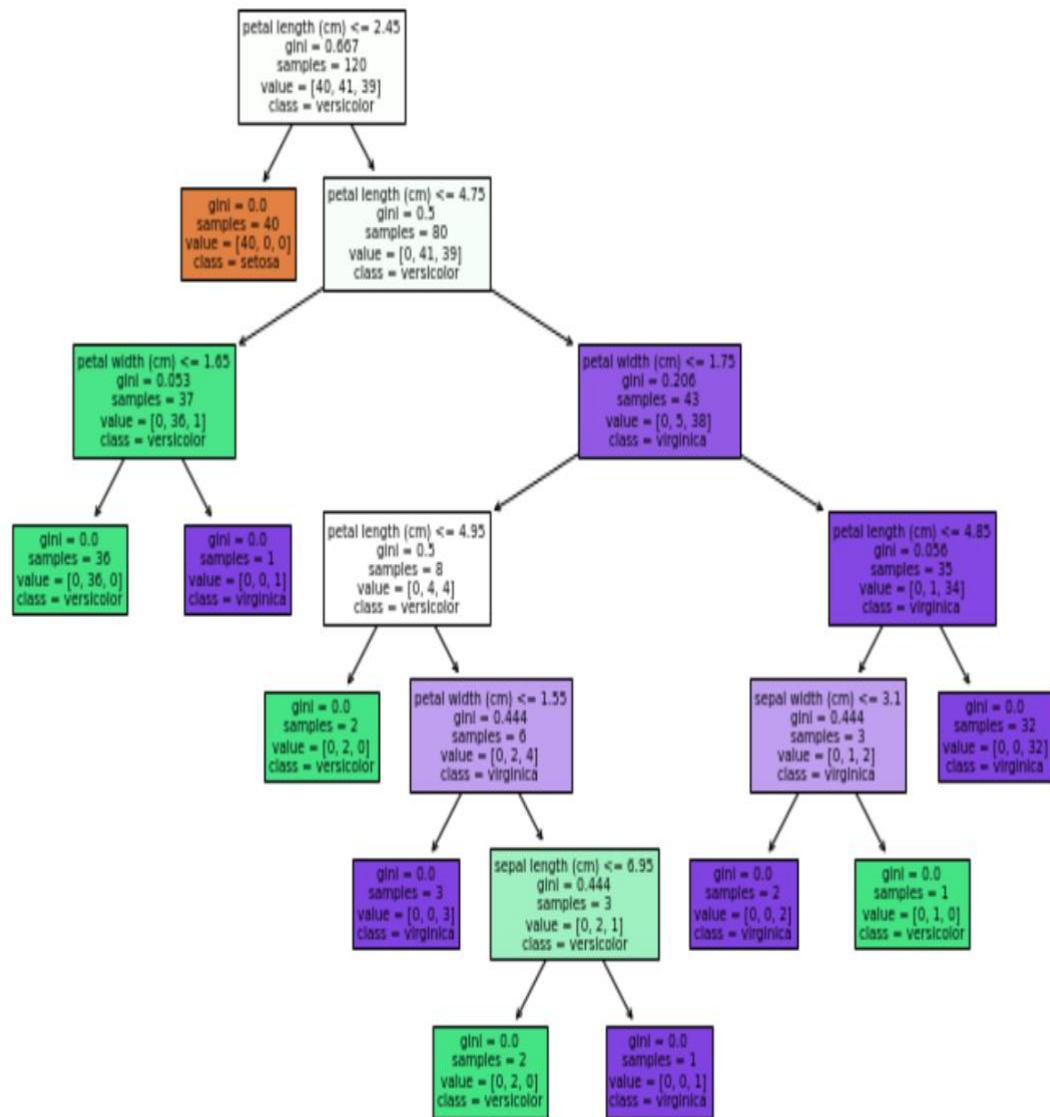 petal length (cm) <= 2.45
gini = 0.667
samples = 120
value = [40, 41, 39]
class = versicolor
gini = 0.0
samples = 40
value = [40, 0, 0]
class = setosa
petal length (cm) <= 4.75
gini = 0.5
samples = 80
value = [0, 41, 39]
class = versicolor
petal width (cm) <= 1.65
gini = 0.053
samples = 37
value = [0, 36, 1]
class = versicolor
petal width (cm) <= 1.75
gini = 0.206
samples = 43
value = [0, 5, 38]
class = virginica
gini = 0.0
samples = 36
value = [0, 36, 0]
class = versicolor
gini = 0.0
samples = 1
value = [0, 0, 1]
class = virginica
petal length (cm) <= 4.95
gini = 0.5
samples = 8
value = [0, 4, 4]
class = versicolor
petal length (cm) <= 4.85
gini = 0.056
samples = 35
value = [0, 1, 34]
class = virginica
gini = 0.0
samples = 2
value = [0, 2, 0]
class = versicolor
petal width (cm) <= 1.55
gini = 0.444
samples = 6
value = [0, 2, 4]
class = virginica
sepal width (cm) <= 3.1
gini = 0.444
samples = 3
value = [0, 1, 2]
class = virginica
gini = 0.0
samples = 32
value = [0, 0, 32]
class = virginica
gini = 0.0
samples = 3
value = [0, 0, 3]
class = virginica
sepal length (cm) <= 6.95
gini = 0.444
samples = 3
value = [0, 2, 1]
class = versicolor
gini = 0.0
samples = 2
value = [0, 0, 2]
class = virginica
gini = 0.0
samples = 1
value = [0, 1, 0]
class = versicolor
gini = 0.0
samples = 2
value = [0, 2, 0]
class = versicolor
gini = 0.0
samples = 1
value = [0, 0, 1]
class = virginica